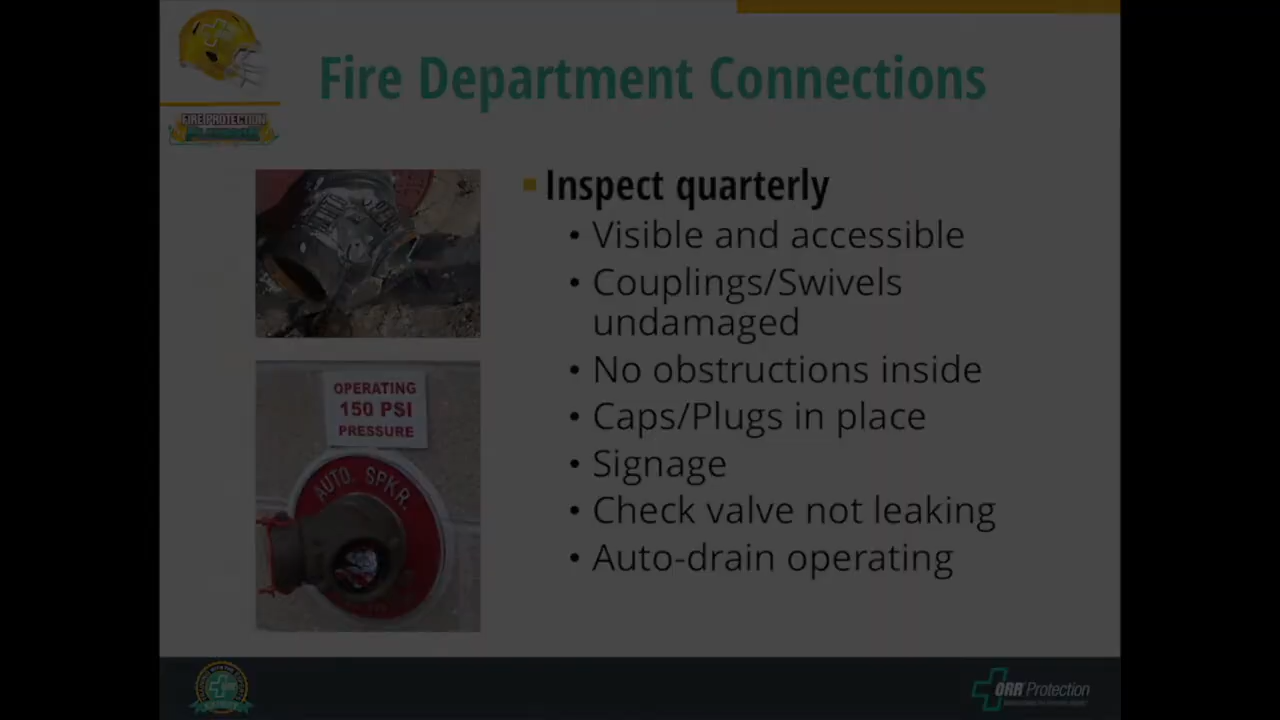 Fire Department Connections
FIRE PROTECTION
Inspect quarterly
• Visible and accessible
• Couplings/Swivels
undamaged
• No obstructions inside
• Caps/Plugs in place
• Signage
• Check valve not leaking
• Auto-drain operating
OPERATING
150 PSI
PRESSURE
AUTO. SPKR.
ORR Protection